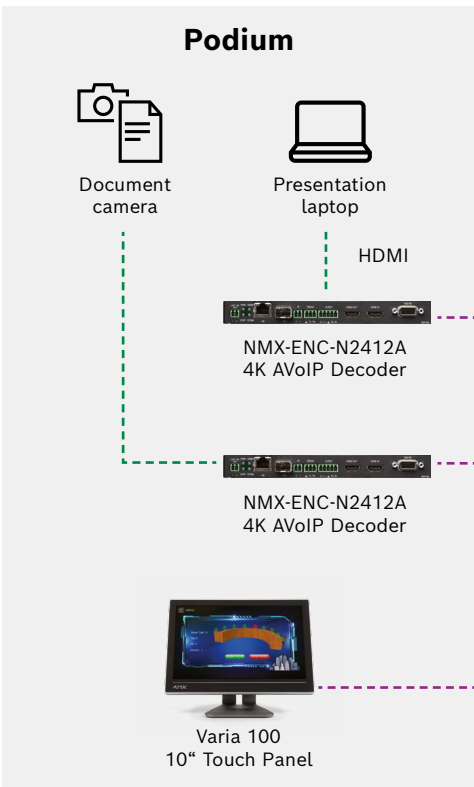 Podium
Document
camera
Presentation
laptop
HDMI
NMX-ENC-N2412A
4K AVoIP Decoder
NMX-ENC-N2412A
4K AVoIP Decoder
AMX
Varia 100
10“ Touch Panel